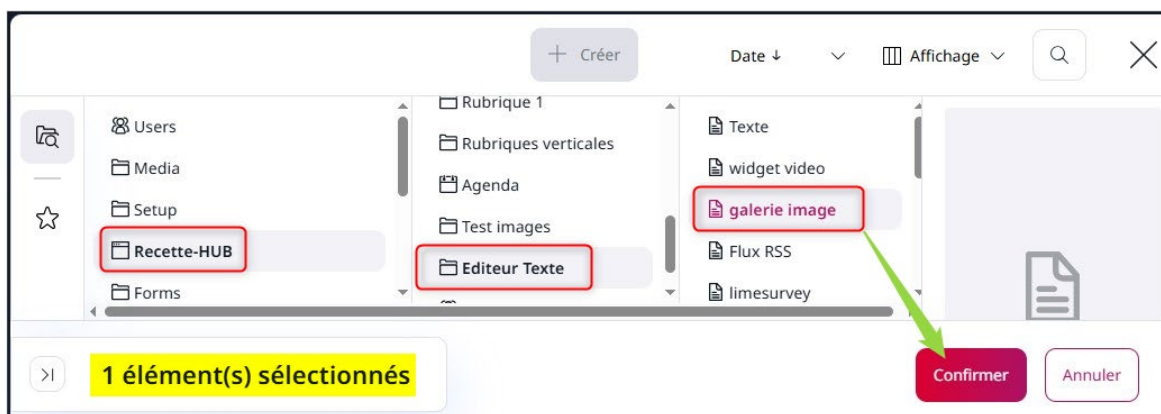 + Créer
Date ↓
Affichage
Users
Media
Setup
Recette-HUB
Forms
Rubrique 1
Rubriques verticales
Agenda
Test images
Editeur Texte
Texte
widget video
galerie image
Flux RSS
limesurvey
1 élément(s) sélectionnés
Confirmer
Annuler